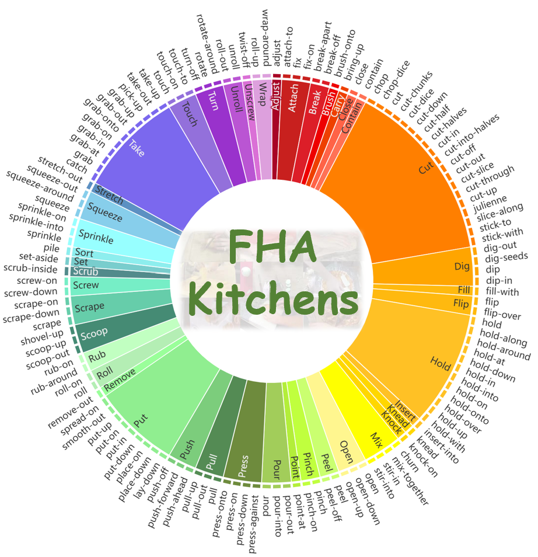 FHA
Kitchens
Adjust
Attach
Break
Brush
Carry
Close
Contain
Cut
Dig
Fill
Flip
Hold
Insert
Knead
Knock
Mix
Open
Peel
Pinch
Point
Pour
Press
Pull
Push
Put
Remove
Roll
Rub
Scoop
Scrape
Screw
Scrub
Set
Sort
Sprinkle
Squeeze
Stretch
Take
Touch
Turn
Unroll
Unscrew
Wrap
adjust
attach-to
fix
fix-on
break-apart
break-off
brush-onto
bring-up
close
contain
chop
chop-dice
cut
cut-chunks
cut-dice
cut-down
cut-half
cut-halves
cut-in
cut-into-halves
cut-off
cut-out
cut-slice
cut-through
cut-up
julienne
slice-along
stick-to
stick-with
dig-out
dig-seeds
dip
dip-in
fill-with
flip
flip-over
hold
hold-along
hold-around
hold-at
hold-down
hold-in
hold-into
hold-on
hold-onto
hold-over
hold-up
hold-with
insert-into
knead
knock-on
churn
mix-together
stir-in
stir-into
open
open-down
open-up
peel
peel-off
pinch
pinch-on
point-at
pour-out
pour-into
pour
press-against
press-down
press-on
press-onto
pull
pull-out
pull-up
push-ahead
push-forward
push-off
lay-down
place-down
place-on
put-down
put-in
put-on
put-up
smooth-out
spread-on
remove-out
roll
roll-on
rub-around
rub-on
scoop-out
scoop-up
shovel-up
scrape
scrape-down
scrape-on
screw-down
screw-on
scrub-inside
set-aside
pile
sprinkle
sprinkle-into
sprinkle-on
squeeze
squeeze-around
squeeze-out
stretch-out
catch
grab
grab-at
grab-in
grab-on
grab-onto
grab-out
grab-up
pick-up
take-out
take-up
touch
touch-on
touch-to
turn-off
rotate
rotate-around
roll-out
unroll
twist-off
roll-up
wrap-around